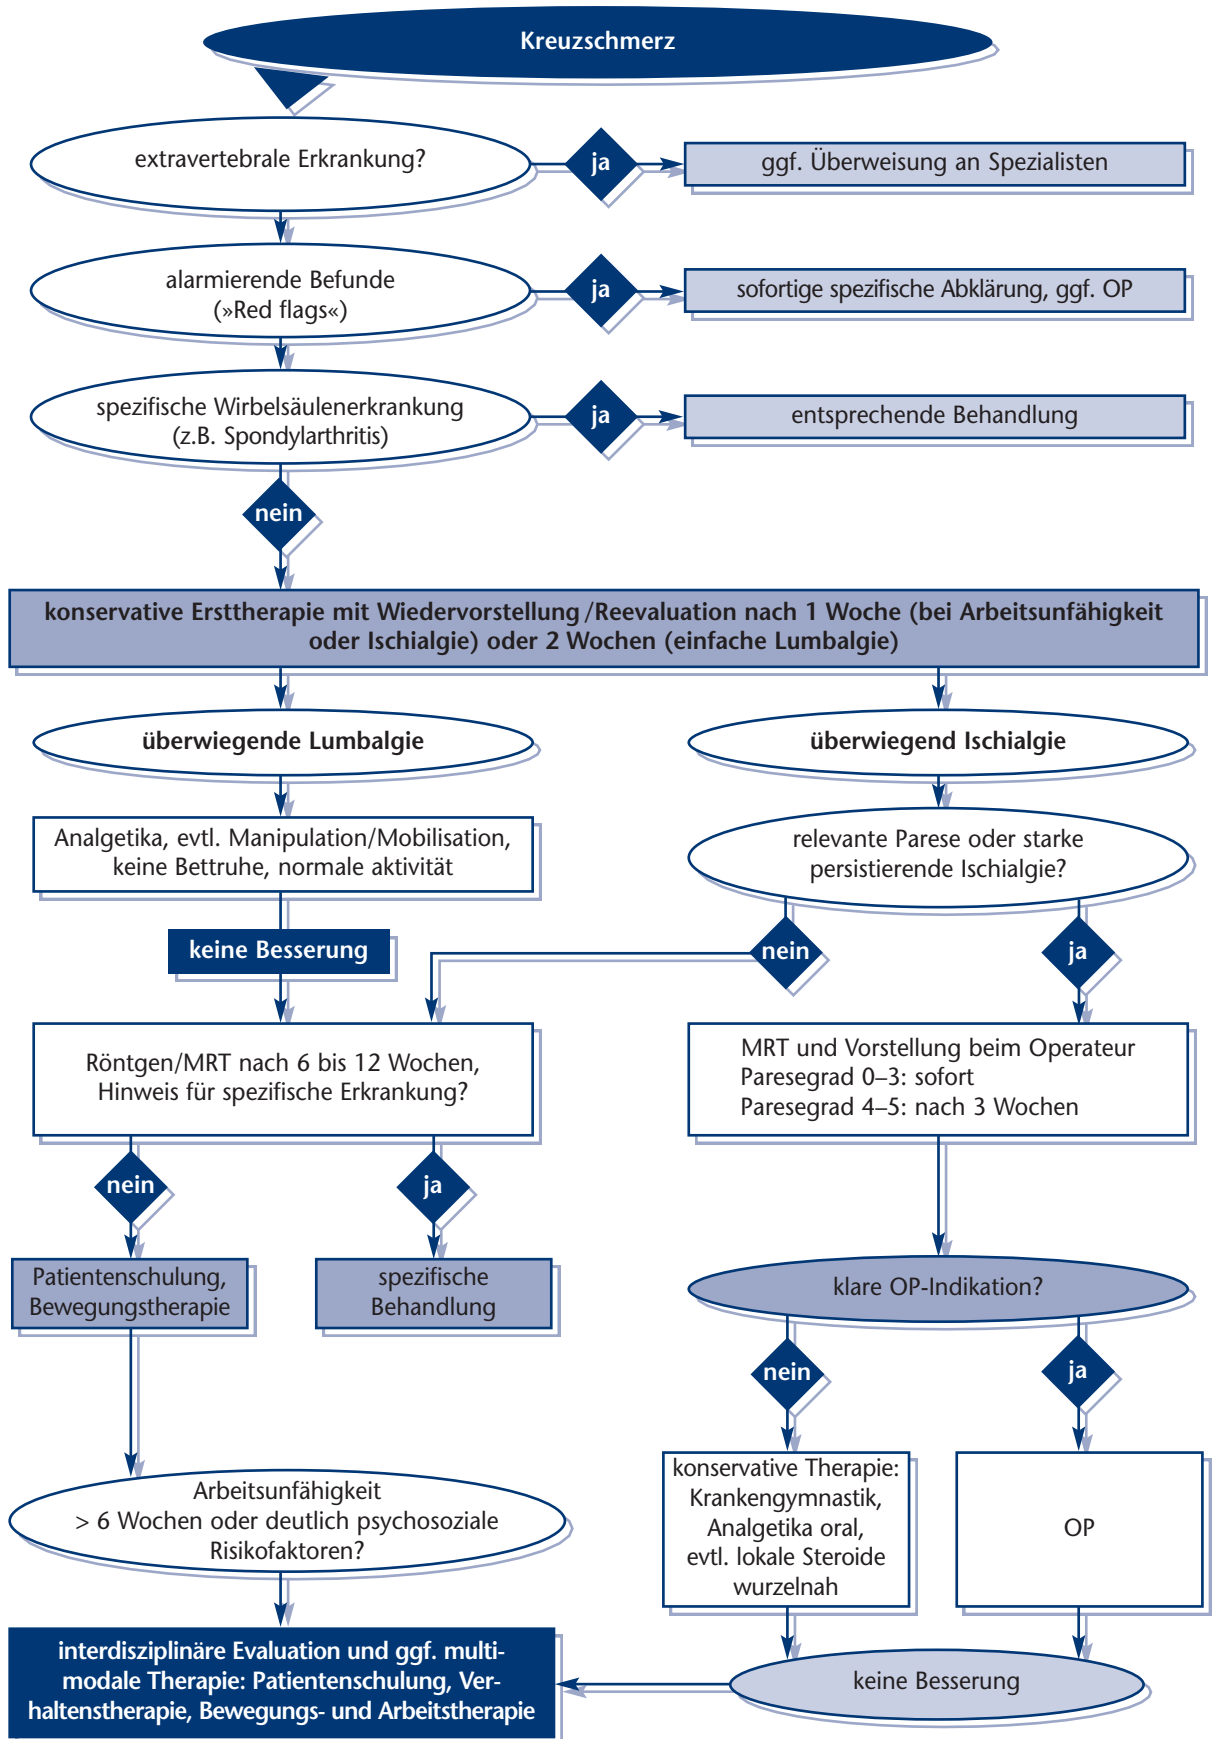 Kreuzschmerz
extravertebrale Erkrankung?
ja
ggf. Überweisung an Spezialisten
alarmierende Befunde
(»Red flags«)
ja
sofortige spezifische Abklärung, ggf. OP
spezifische Wirbelsäulenerkrankung
(z.B. Spondylarthritis)
ja
entsprechende Behandlung
nein
konservative Ersttherapie mit Wiedervorstellung/Reevaluation nach 1 Woche (bei Arbeitsunfähigkeit
oder Ischialgie) oder 2 Wochen (einfache Lumbalgie)
überwiegende Lumbalgie
Analgetika, evtl. Manipulation/Mobilisation,
keine Bettruhe, normale aktivität
keine Besserung
Röntgen/MRT nach 6 bis 12 Wochen,
Hinweis für spezifische Erkrankung?
nein
ja
Patientenschulung,
Bewegungstherapie
spezifische
Behandlung
Arbeitsunfähigkeit
> 6 Wochen oder deutlich psychosoziale
Risikofaktoren?
überwiegend Ischialgie
relevante Parese oder starke
persistierende Ischialgie?
nein
ja
MRT und Vorstellung beim Operateur
Paresegrad 0–3: sofort
Paresegrad 4–5: nach 3 Wochen
klare OP-Indikation?
nein
ja
konservative Therapie:
Krankengymnastik,
Analgetika oral,
evtl. lokale Steroide
wurzelnah
OP
keine Besserung
interdisziplinäre Evaluation und ggf. multi-
modale Therapie: Patientenschulung, Ver-
haltenstherapie, Bewegungs- und Arbeitstherapie